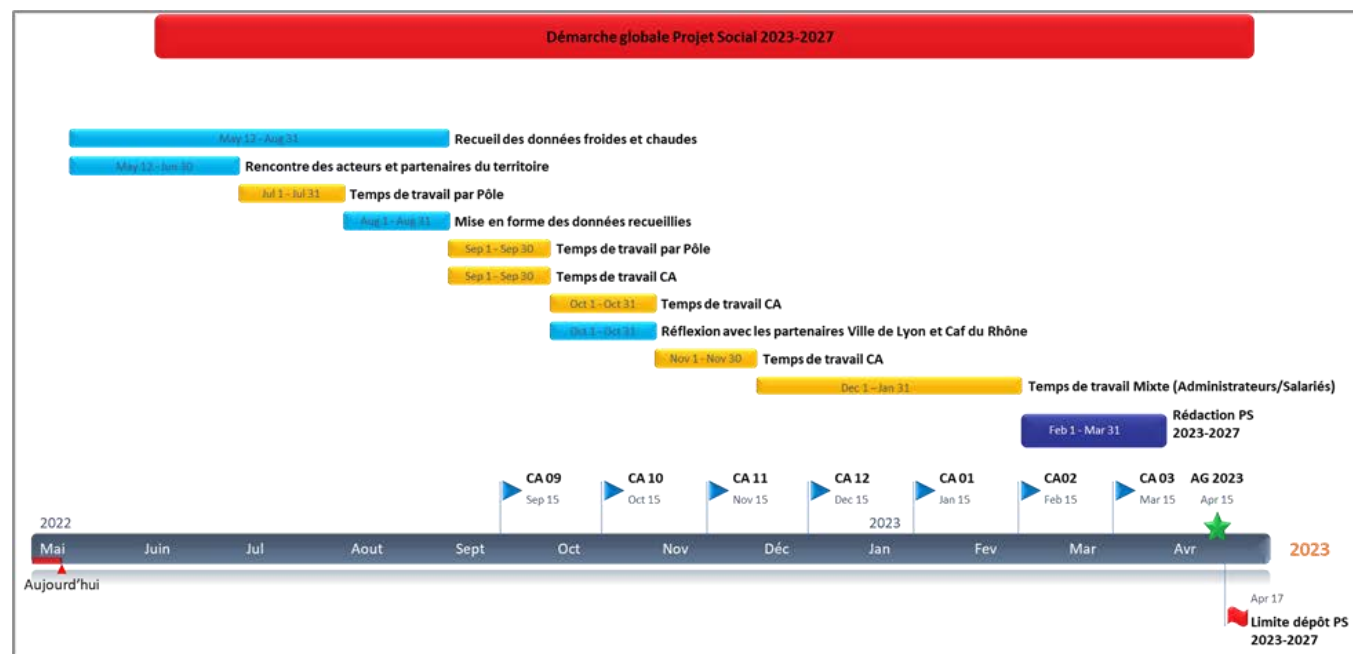 Démarche globale Projet Social 2023-2027
May 12 - Aug 31 Recueil des données froides et chaudes
May 12 - Jun 30 Rencontre des acteurs et partenaires du territoire
Jul 1 - Jul 31 Temps de travail par Pôle
Aug 1 - Aug 31 Mise en forme des données recueillies
Sep 1 - Sep 30 Temps de travail par Pôle
Sep 1 - Sep 30 Temps de travail CA
Oct 1 - Oct 31 Temps de travail CA
Oct 1 - Oct 31 Réflexion avec les partenaires Ville de Lyon et Caf du Rhône
Nov 1 - Nov 30 Temps de travail CA
Dec 1 - Jan 31 Temps de travail Mixte (Administrateurs/Salariés)
Feb 1 - Mar 31 Rédaction PS
2023-2027
CA 09 CA 10 CA 11 CA 12 CA 01 CA02 CA 03 AG 2023
Sep 15 Oct 15 Nov 15 Dec 15 Jan 15 Feb 15 Mar 15 Apr 15
2022 2023
Mai Juin Jul Aout Sept Oct Nov Déc Jan Fev Mar Avr 2023
Aujourd'hui
Apr 17
Limite dépôt PS
2023-2027